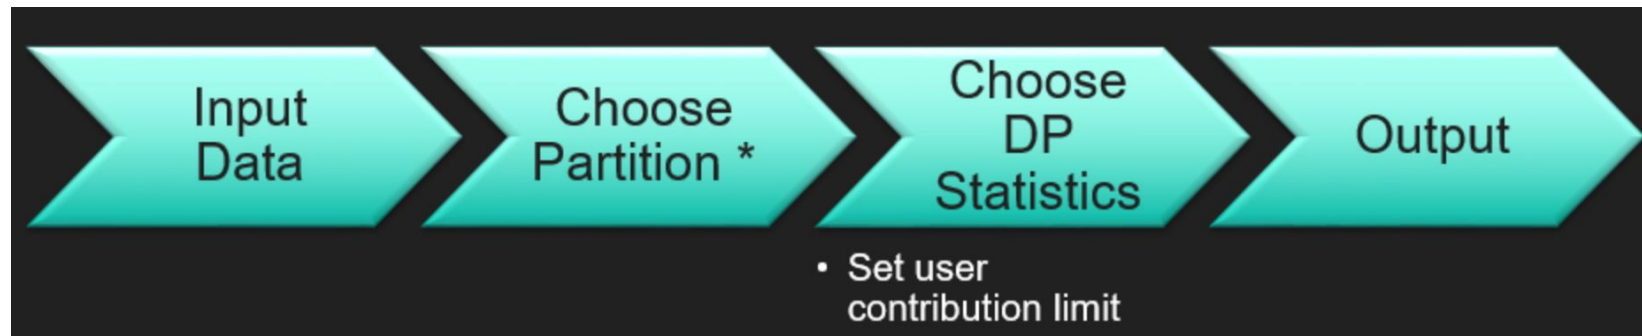 Input
Data
Choose
Partition *
Choose
DP
Statistics
• Set user
contribution limit
Output